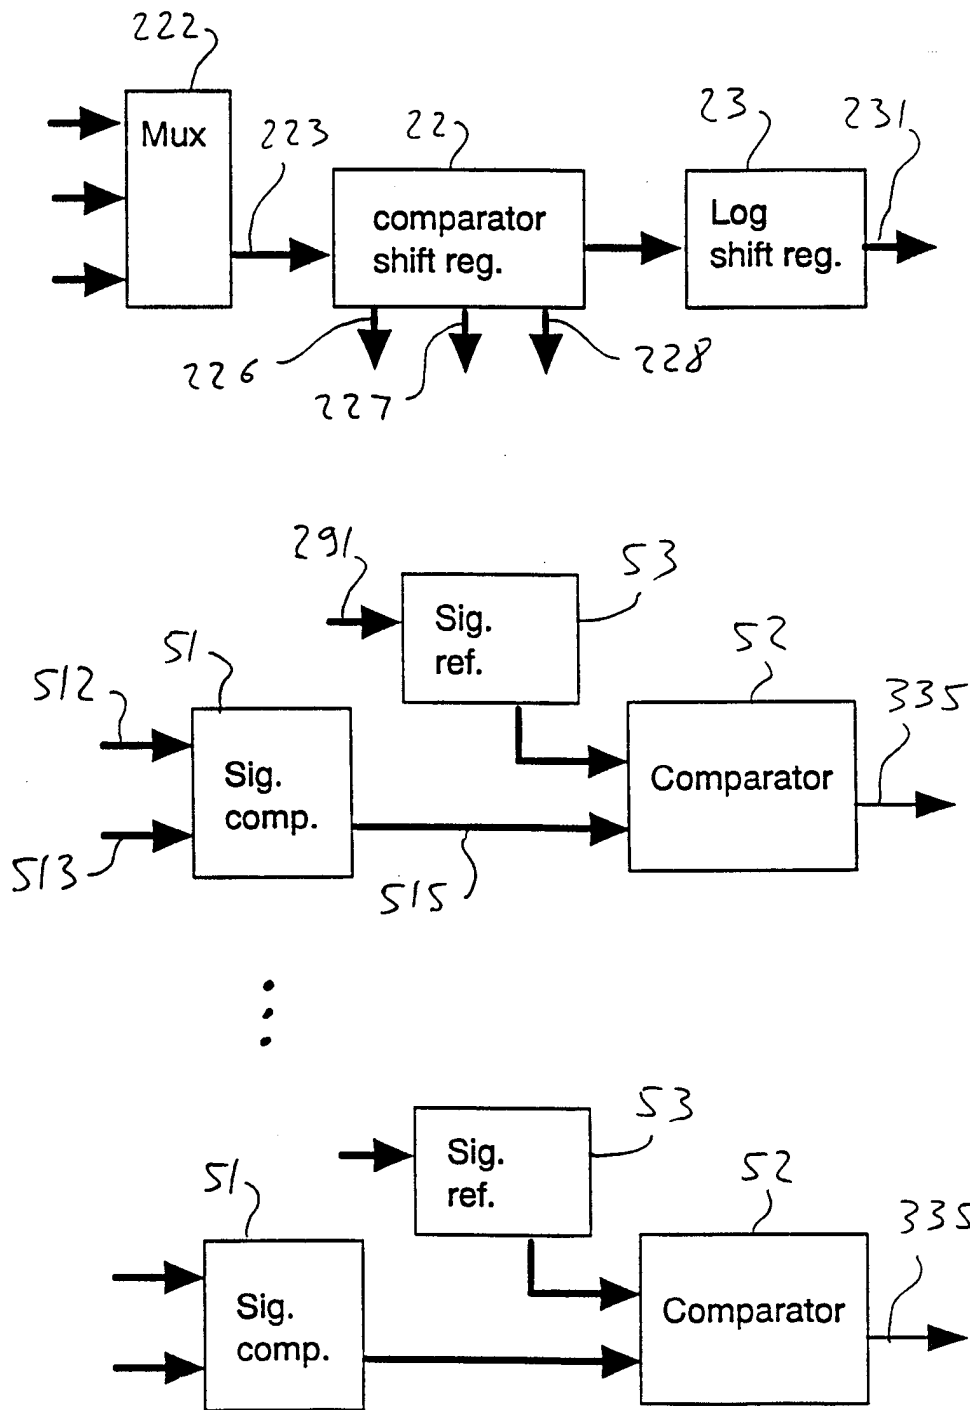 222
Mux
223
22
comparator
shift reg.
23
Log
shift reg.
231
226
227
228
291
Sig.
ref.
53
51
512
513
Sig.
comp.
515
52
Comparator
335
Sig.
ref.
53
51
Sig.
comp.
52
Comparator
335